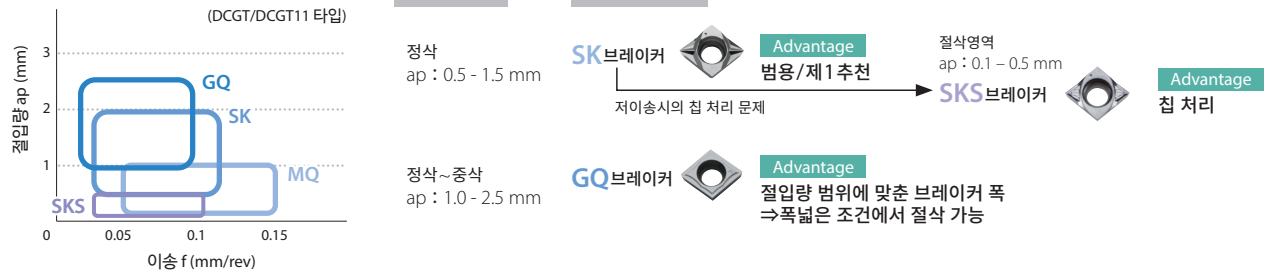 (DCGT/DCGT11 타입)
절입량 ap (mm)
3
2
1
0
0.05
0.1
0.15
이송 f (mm/rev)
GQ
SK
MQ
SKS
정삭
ap : 0.5 - 1.5 mm
SK브레이커
Advantage
범용/제1추천
저이송시의 칩 처리 문제
절삭영역
ap : 0.1 – 0.5 mm
SKS브레이커
Advantage
칩 처리
정삭~중삭
ap : 1.0 - 2.5 mm
GQ브레이커
Advantage
절입량 범위에 맞춘 브레이커 폭
⇒폭넓은 조건에서 절삭 가능